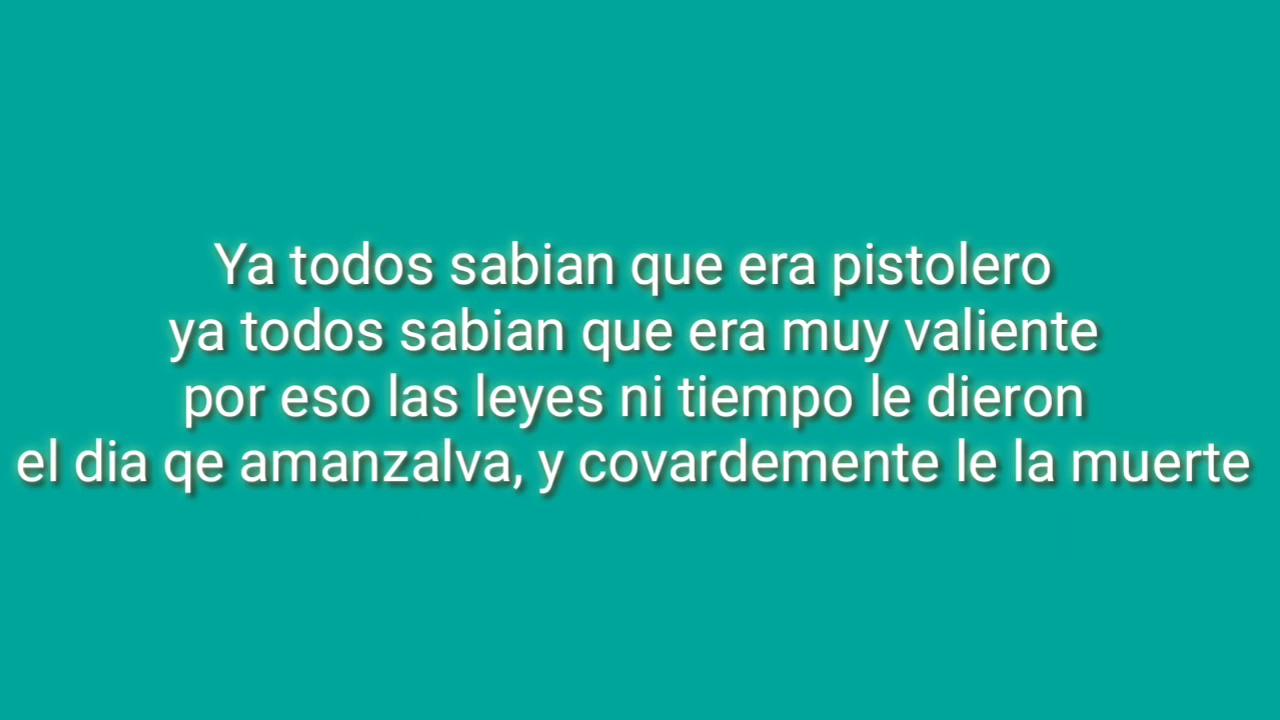 Ya todos sabian que era pistolero
ya todos sabian que era muy valiente
por eso las leyes ni tiempo le dieron
el dia qe amanzalva, y covardemente le la muerte